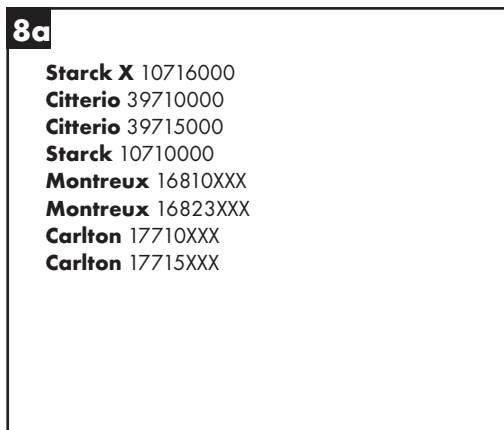 8a
Starck X 10716000
Citterio 39710000
Citterio 39715000
Starck 10710000
Montreux 16810XXX
Montreux 16823XXX
Carlton 17710XXX
Carlton 17715XXX